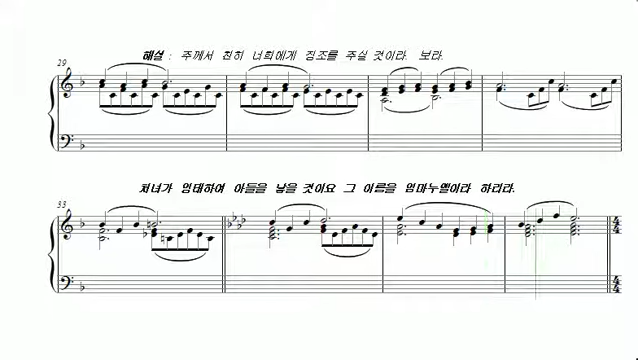 해설 : 주께서 친히 너희에게 징조를 주실 것이라. 보라.
29
처녀가 잉태하여 아들을 낳을 것이요 그 이름을 임마누엘이라 하리라.
33